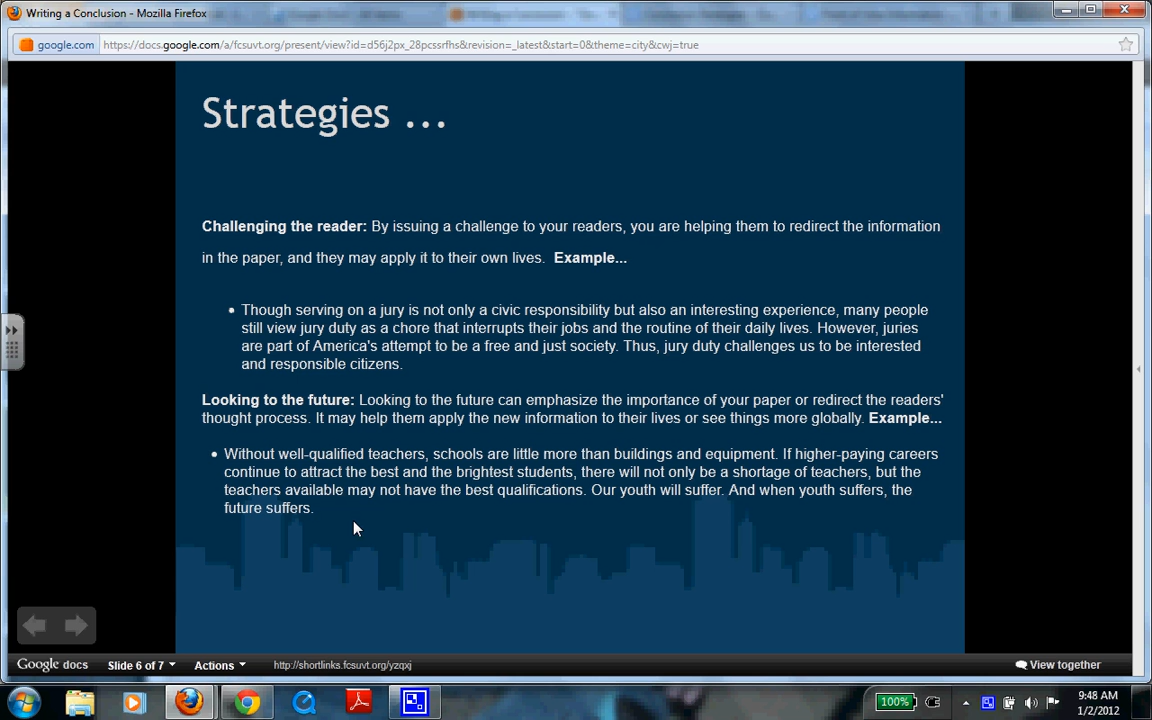 Writing a Conclusion - Mozilla Firefox
google.com https://docs.google.com/a/fcsuvt.org/present/view?id=d56j2px_28pcssrfhs&revision=_latest&start=0&theme=city&cwj=true
Strategies ...
Challenging the reader: By issuing a challenge to your readers, you are helping them to redirect the information
in the paper, and they may apply it to their own lives. Example...
• Though serving on a jury is not only a civic responsibility but also an interesting experience, many people
still view jury duty as a chore that interrupts their jobs and the routine of their daily lives. However, juries
are part of America's attempt to be a free and just society. Thus, jury duty challenges us to be interested
and responsible citizens.
Looking to the future: Looking to the future can emphasize the importance of your paper or redirect the readers'
thought process. It may help them apply the new information to their lives or see things more globally. Example...
• Without well-qualified teachers, schools are little more than buildings and equipment. If higher-paying careers
continue to attract the best and the brightest students, there will not only be a shortage of teachers, but the
teachers available may not have the best qualifications. Our youth will suffer. And when youth suffers, the
future suffers.
Google docs Slide 6 of 7 Actions http://shortlinks.fcsuvt.org/yzqxj View together
100% 9:48 AM
1/2/2012